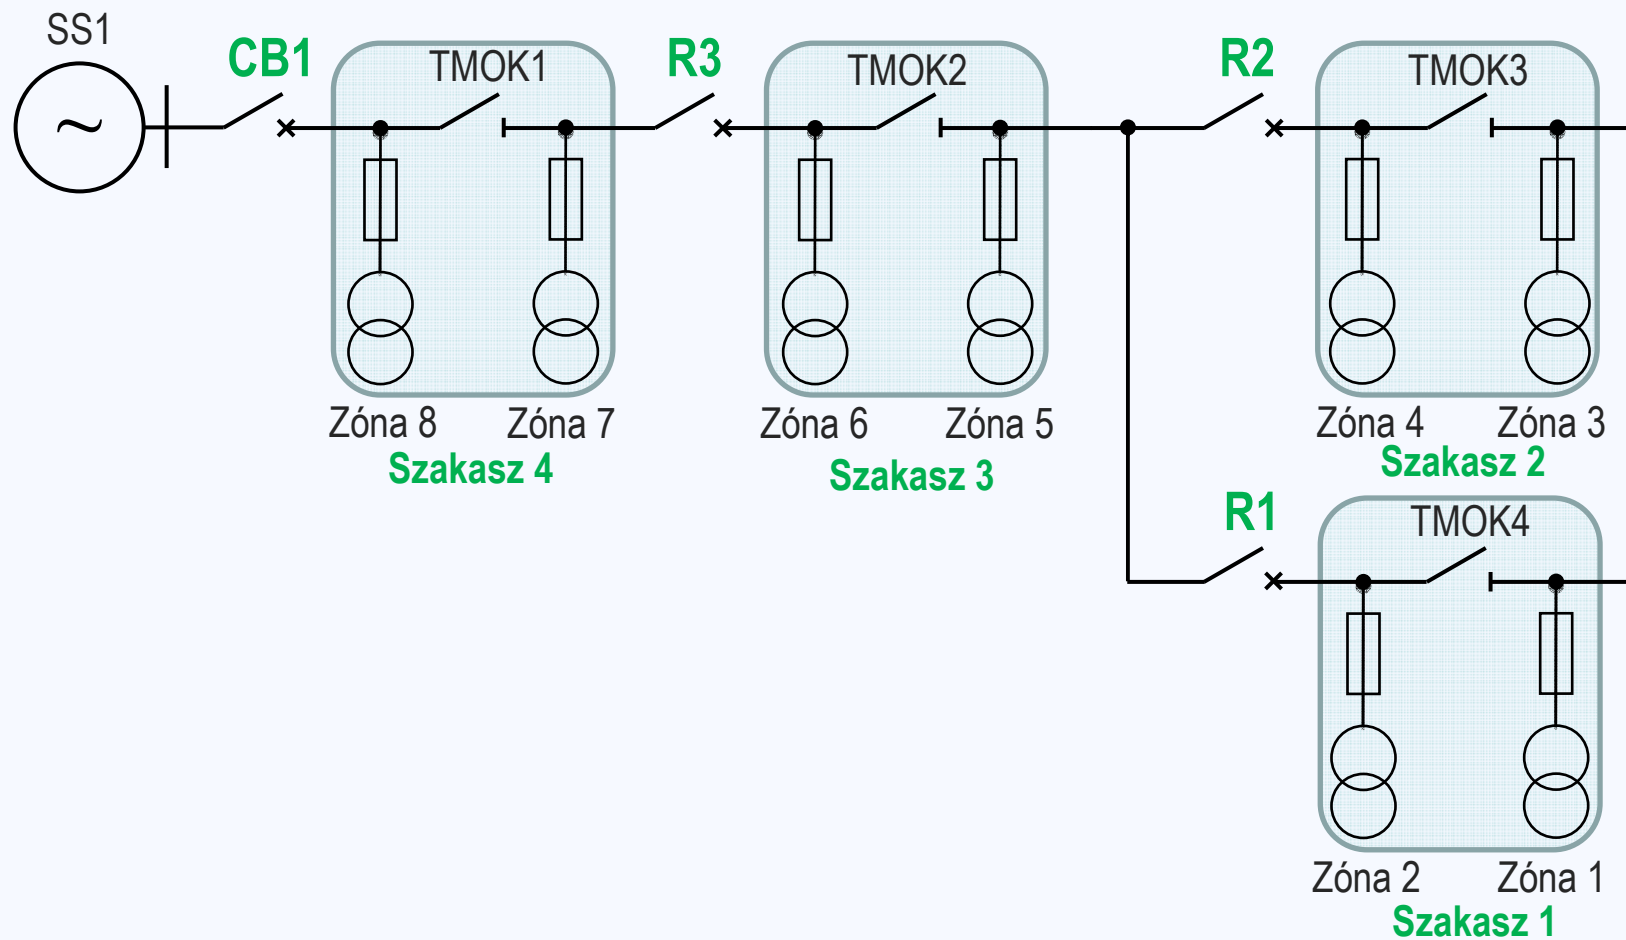 SS1
CB1
TMOK1
R3
TMOK2
R2
TMOK3
~
Zóna 8
Zóna 7
Zóna 6
Zóna 5
Zóna 4
Zóna 3
Szakasz 4
Szakasz 3
Szakasz 2
R1
TMOK4
Zóna 2
Zóna 1
Szakasz 1